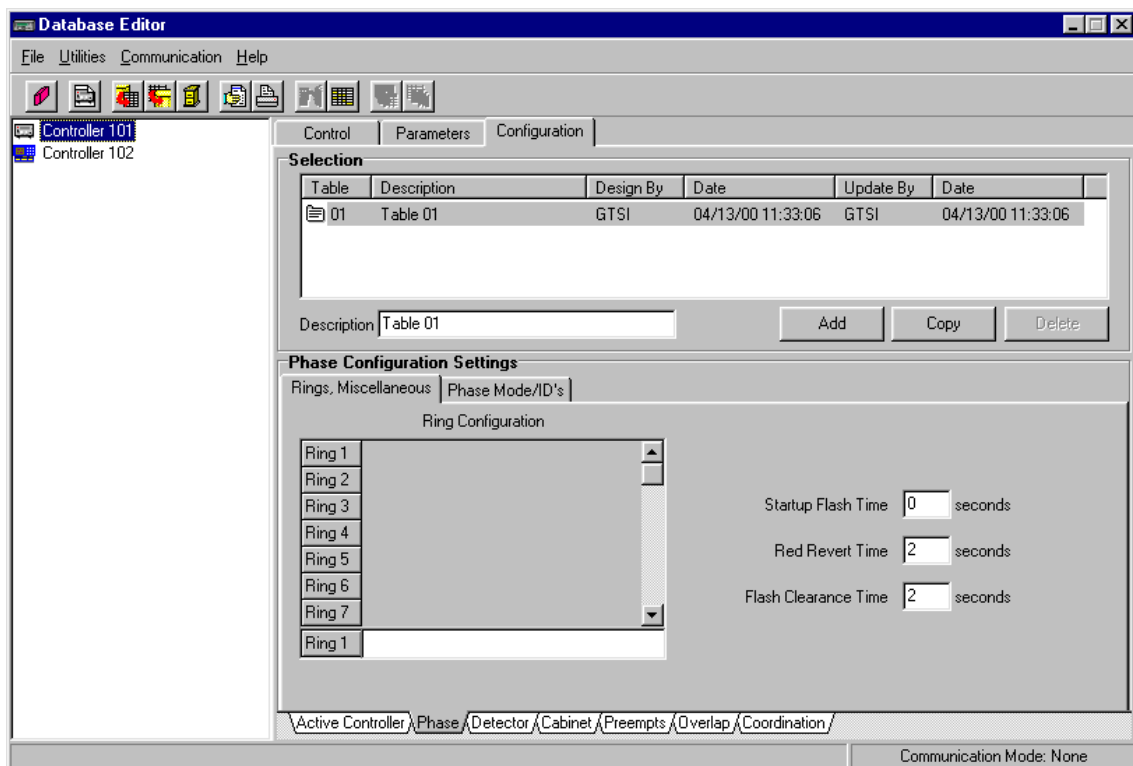 Database Editor
File Utilities Communication Help
Controller 101
Controller 102
Control Parameters Configuration
Selection
Table Description Design By Date Update By Date
01 Table 01 GTSI 04/13/00 11:33:06 GTSI 04/13/00 11:33:06
Description Table 01 Add Copy Delete
Phase Configuration Settings
Rings, Miscellaneous Phase Mode/ID's
Ring Configuration
Ring 1
Ring 2
Ring 3
Ring 4
Ring 5
Ring 6
Ring 7
Ring 1
Startup Flash Time 0 seconds
Red Revert Time 2 seconds
Flash Clearance Time 2 seconds
Active Controller Phase Detector Cabinet Preempts Overlap Coordination
Communication Mode: None